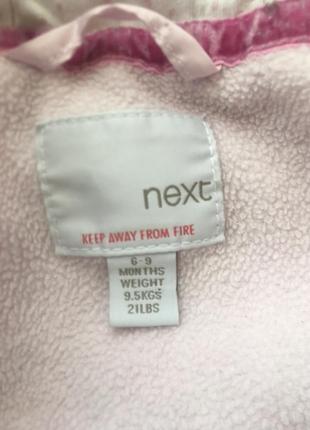 next
KEEP AWAY FROM FIRE
6-9
MONTHS
WEIGHT
9.5KGS
21LBS